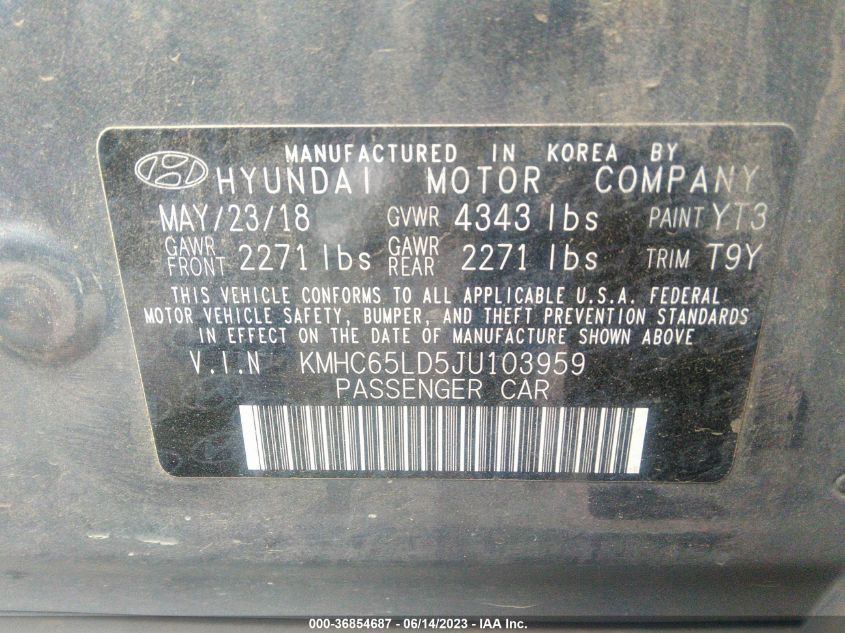 MANUFACTURED IN KOREA BY
HYUNDAI MOTOR COMPANY
MAY/23/18 GVWR 4343 lbs PAINT YT3
GAWR FRONT 2271 lbs GAWR REAR 2271 lbs TRIM T9Y
THIS VEHICLE CONFORMS TO ALL APPLICABLE U.S.A. FEDERAL
MOTOR VEHICLE SAFETY, BUMPER, AND THEFT PREVENTION STANDARDS
IN EFFECT ON THE DATE OF MANUFACTURE SHOWN ABOVE
V.I.N KMHC65LD5JU103959
PASSENGER CAR
000-36854687 - 06/14/2023 - IAA Inc.